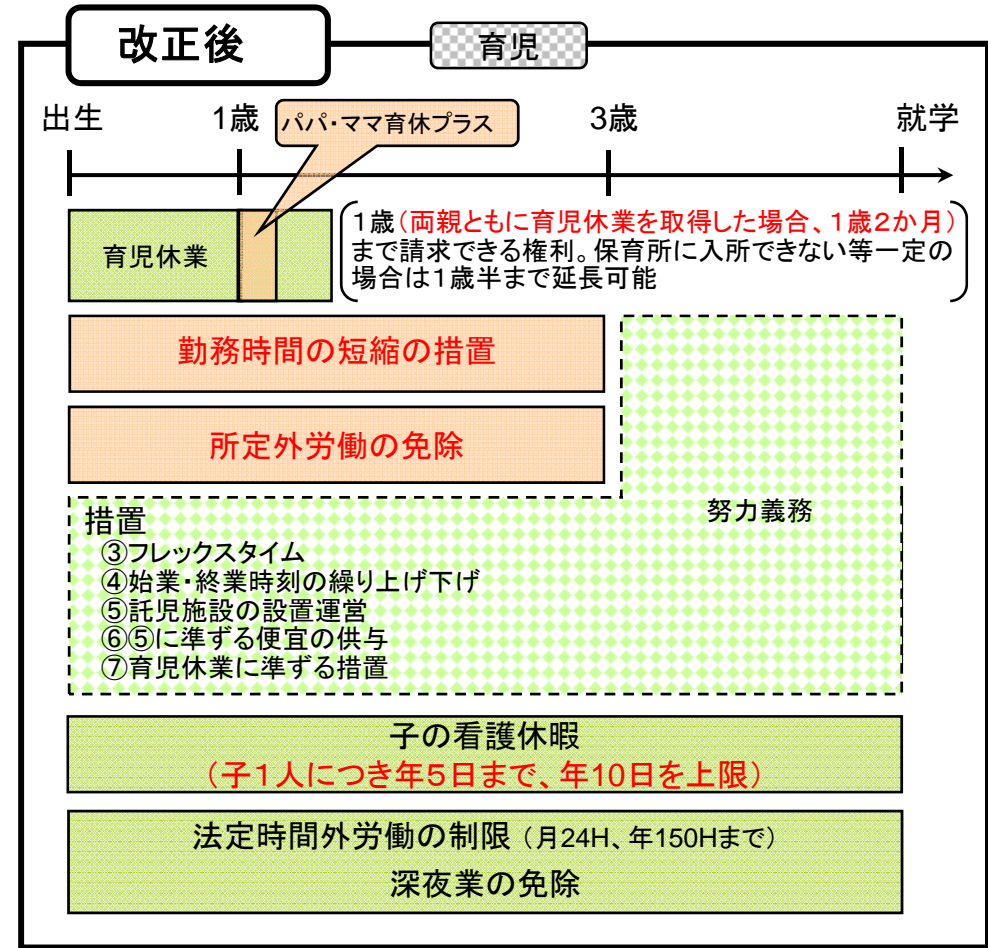 改正後
育児
出生
1歳
パパ・ママ育休プラス
3歳
就学
育児休業
1歳(両親ともに育児休業を取得した場合、1歳2か月)
まで請求できる権利。保育所に入所できない等一定の
場合は1歳半まで延長可能
勤務時間の短縮の措置
所定外労働の免除
努力義務
措置
③フレックスタイム
④始業・終業時刻の繰り上げ下げ
⑤託児施設の設置運営
⑥⑤に準ずる便宜の供与
⑦育児休業に準ずる措置
子の看護休暇
(子1人につき年5日まで、年10日を上限)
法定時間外労働の制限(月24H、年150Hまで)
深夜業の免除